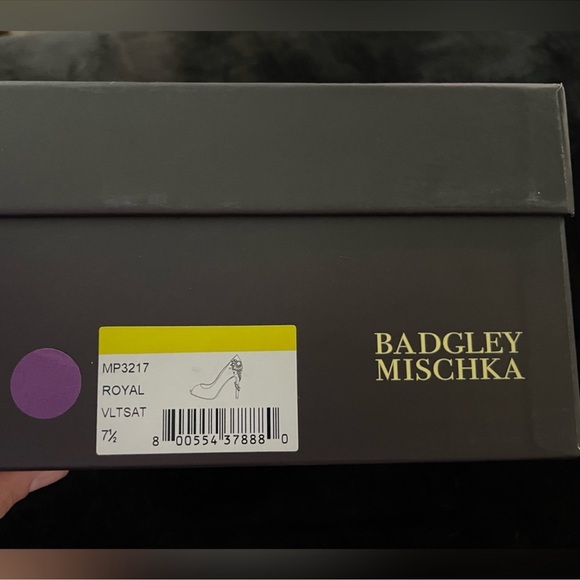 MP3217
ROYAL
VLTSAT
7½
8 00554 37888 0
BADGLEY
MISCHKA